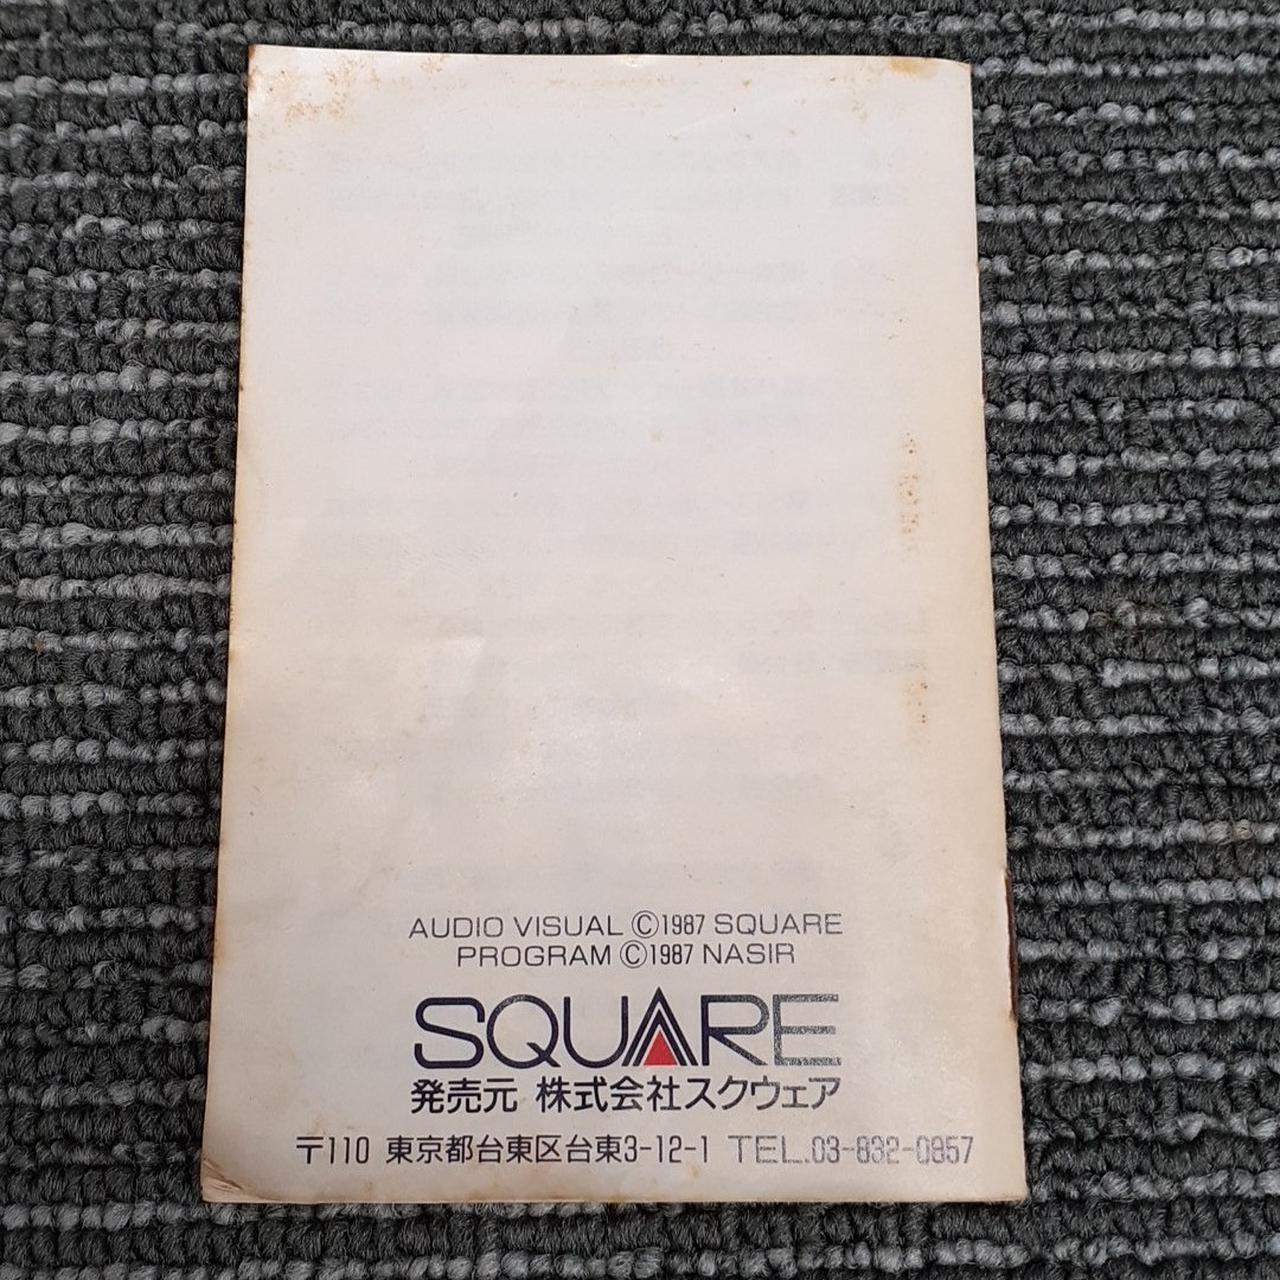 AUDIO VISUAL ©1987 SQUARE
PROGRAM ©1987 NASIR
SQUARE
発売元 株式会社スクウェア
〒110 東京都台東区台東3-12-1 TEL.03-832-0957